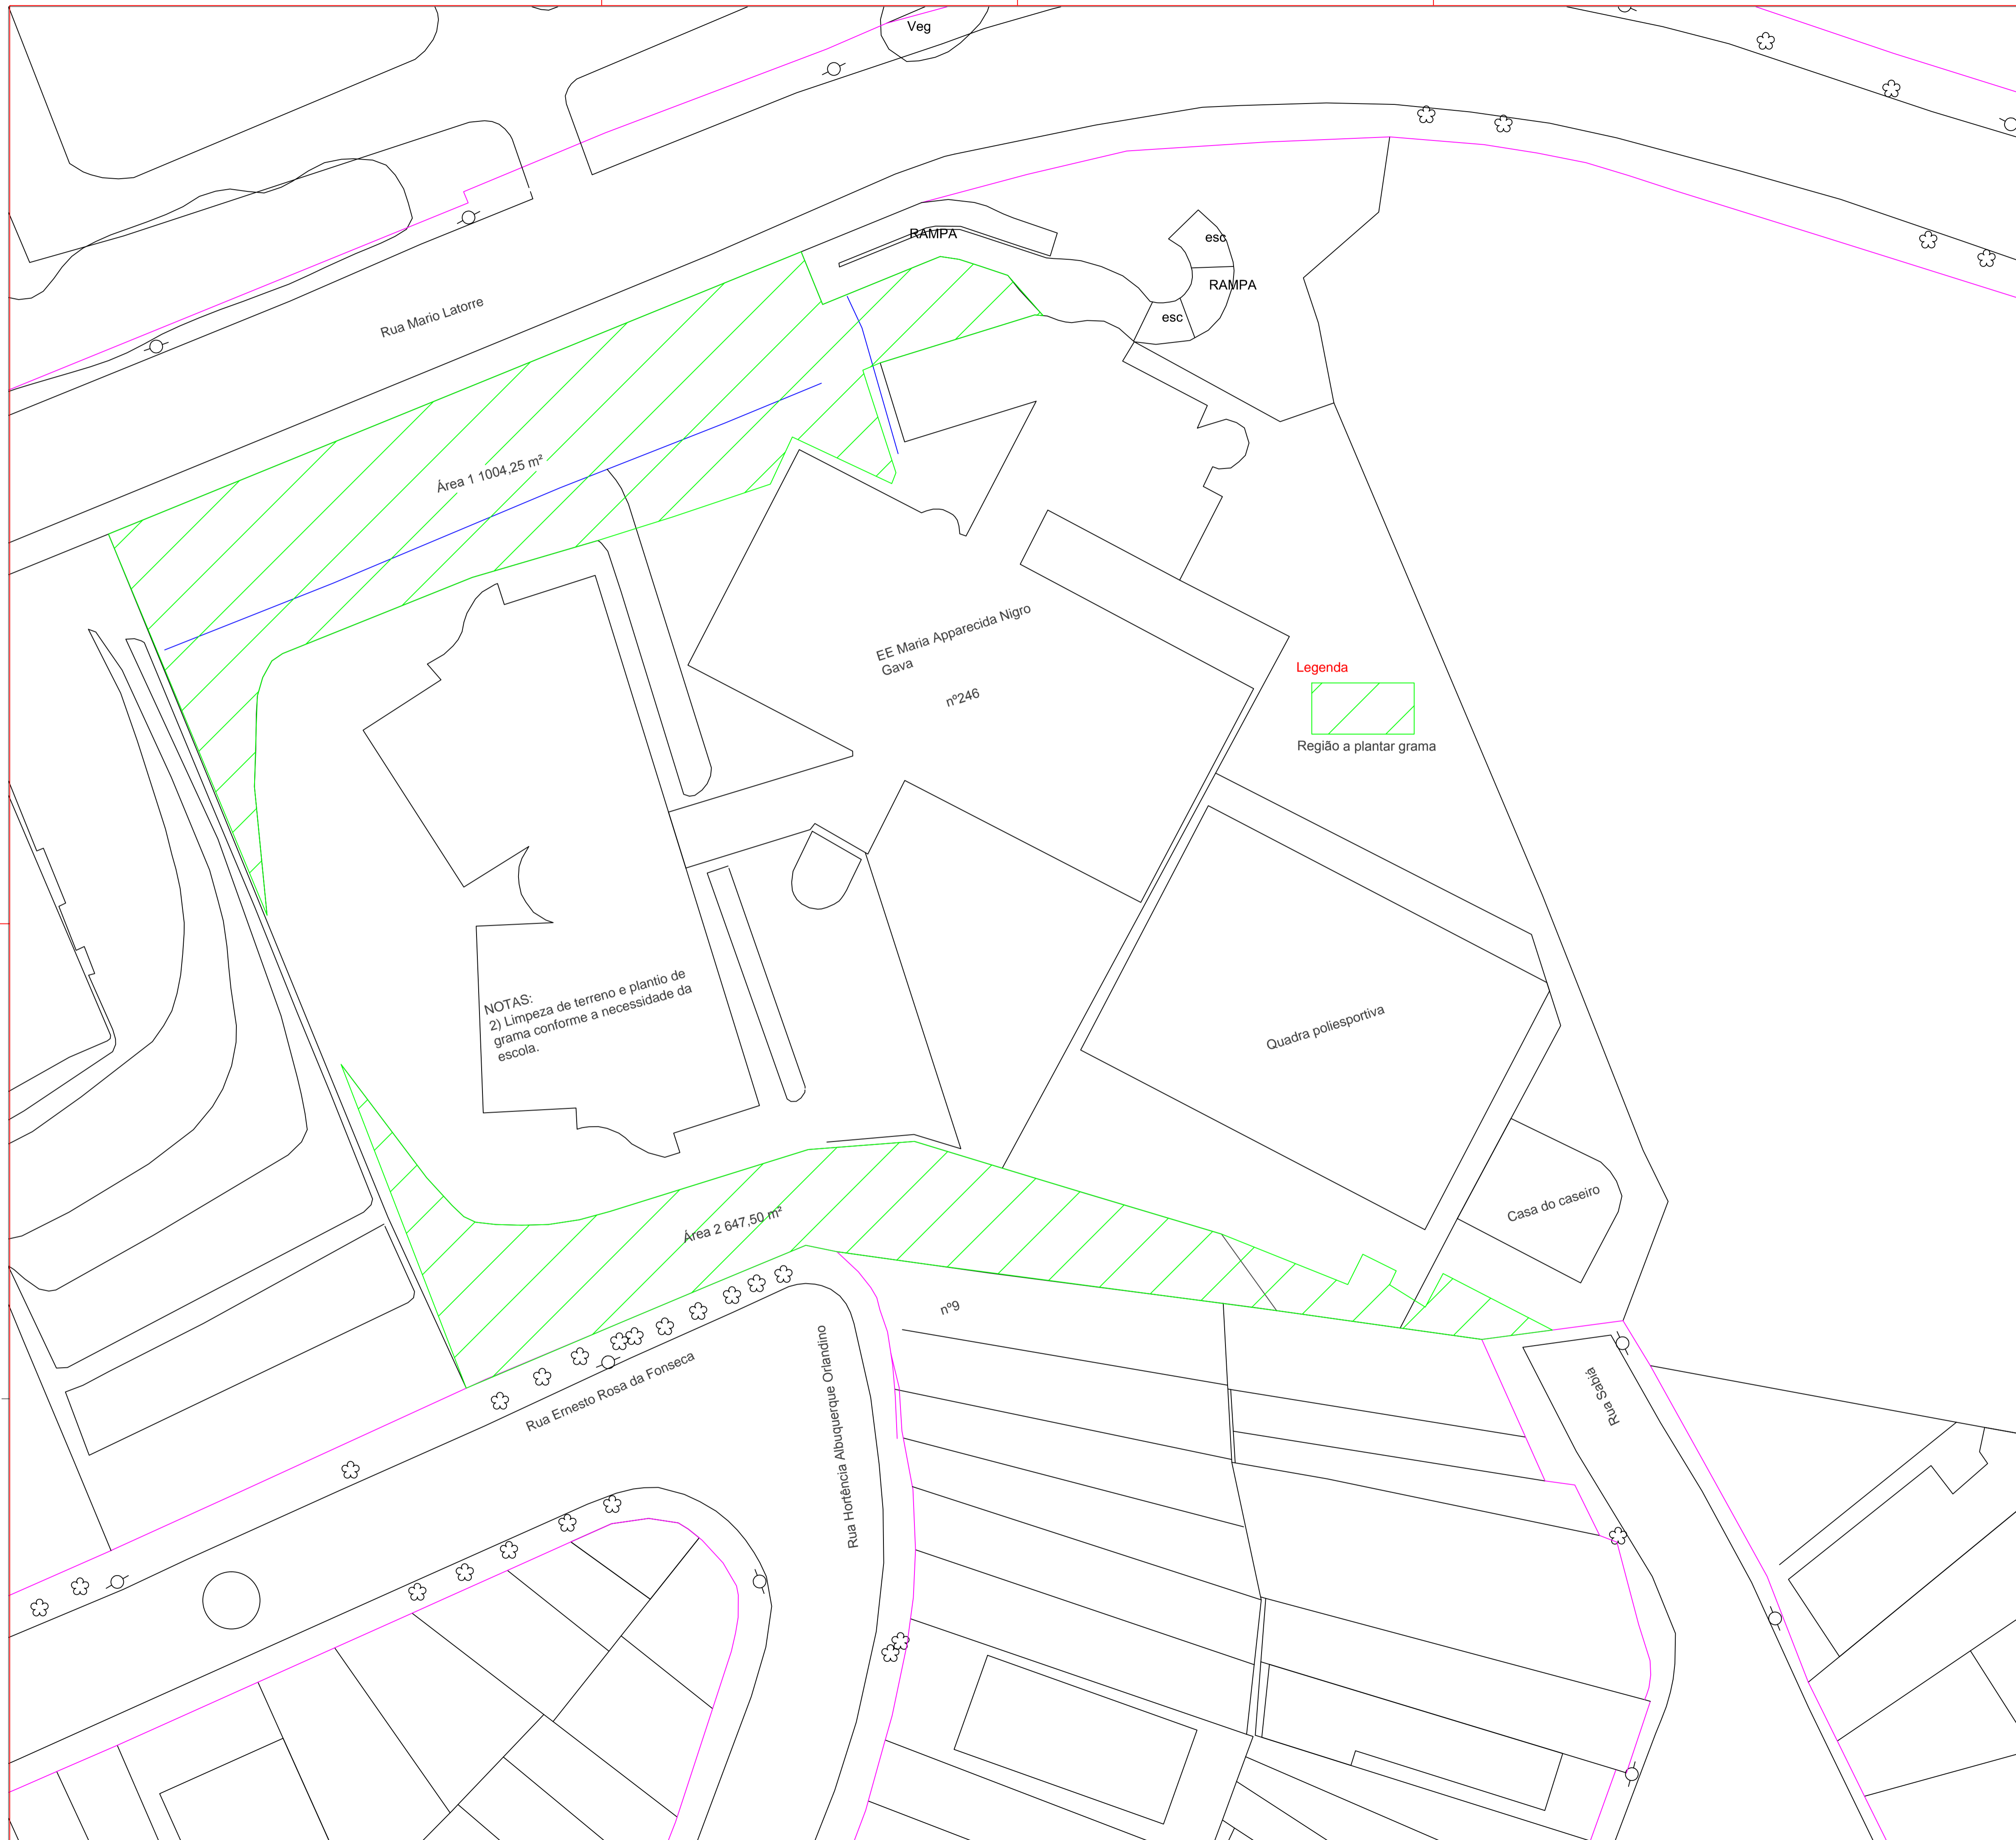 Veg
RAMPA
esc
RAMPA
esc
Rua Mario Latorre
Área 1 1004,25 m²
EE Maria Apparecida Nigro
Gava
nº246
Legenda
Região a plantar grama
NOTAS:
2) Limpeza de terreno e plantio de
grama conforme a necessidade da
escola.
Quadra poliesportiva
Casa do caseiro
Área 2 647,50 m²
nº9
Rua Ernesto Rosa da Fonseca
Rua Hortência Albuquerque Orlandino
Rua Sabiá